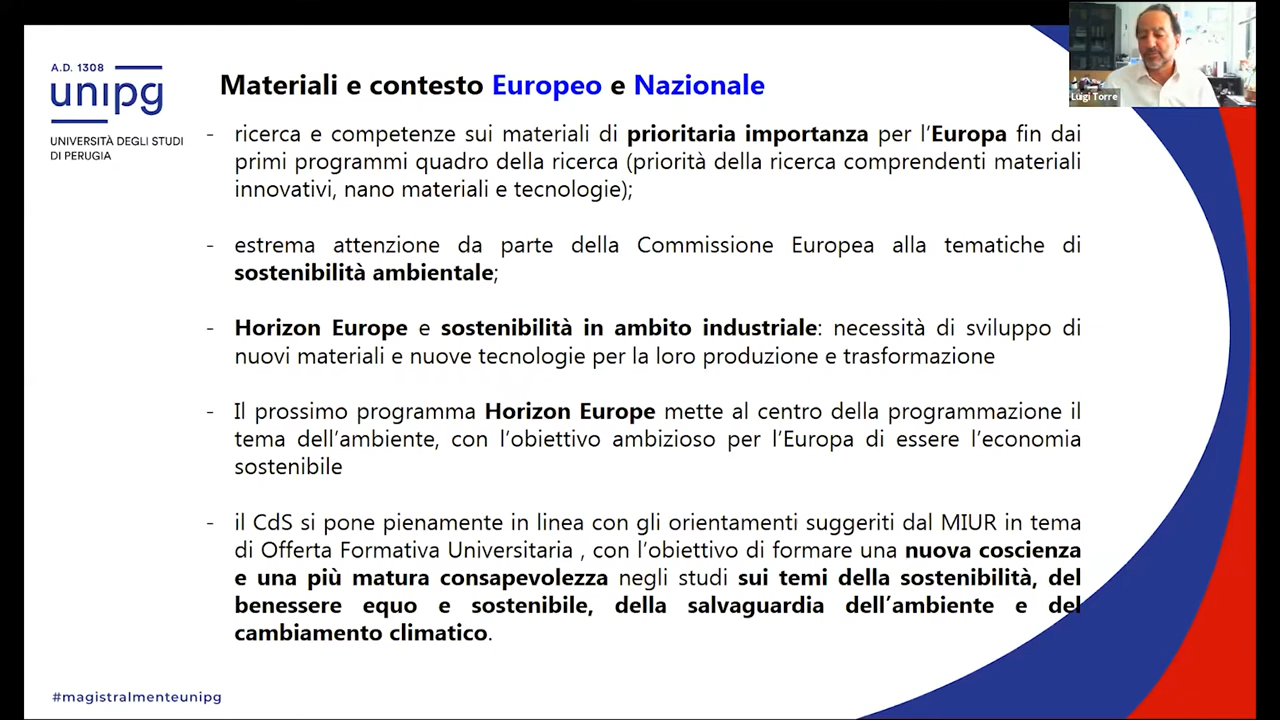 A.D. 1308
unipg
UNIVERSITÀ DEGLI STUDI
DI PERUGIA
Materiali e contesto Europeo e Nazionale
Luigi Torre
- ricerca e competenze sui materiali di prioritaria importanza per l'Europa fin dai
primi programmi quadro della ricerca (priorità della ricerca comprendenti materiali
innovativi, nano materiali e tecnologie);
- estrema attenzione da parte della Commissione Europea alla tematiche di
sostenibilità ambientale;
- Horizon Europe e sostenibilità in ambito industriale: necessità di sviluppo di
nuovi materiali e nuove tecnologie per la loro produzione e trasformazione
- Il prossimo programma Horizon Europe mette al centro della programmazione il
tema dell'ambiente, con l'obiettivo ambizioso per l'Europa di essere l'economia
sostenibile
- il CdS si pone pienamente in linea con gli orientamenti suggeriti dal MIUR in tema
di Offerta Formativa Universitaria , con l'obiettivo di formare una nuova coscienza
e una più matura consapevolezza negli studi sui temi della sostenibilità, del
benessere equo e sostenibile, della salvaguardia dell'ambiente e del
cambiamento climatico.
#magistralmenteunipg